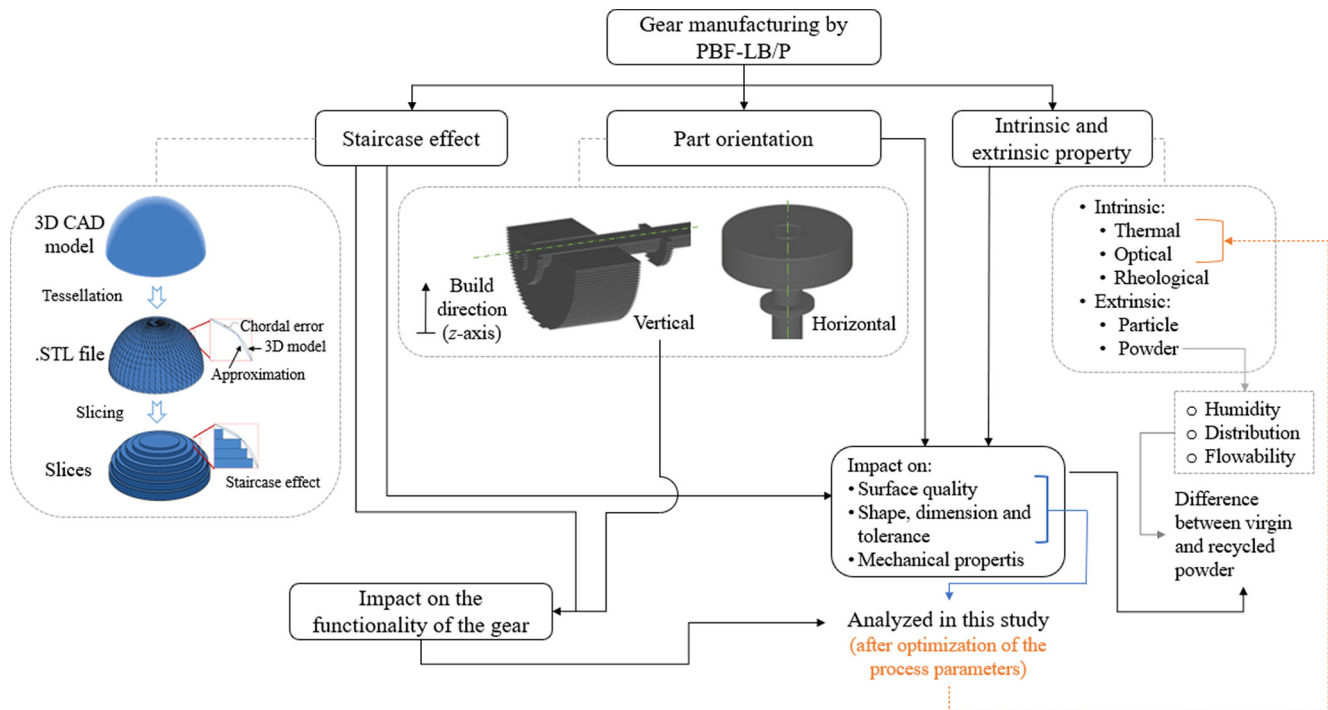 Gear manufacturing by
PBF-LB/P
Staircase effect
Part orientation
Intrinsic and
extrinsic property
3D CAD
model
Tessellation
.STL file
Chordal error
3D model
Approximation
Slicing
Slices
Staircase effect
Build
direction
(z-axis)
Vertical
Horizontal
• Intrinsic:
• Thermal
• Optical
• Rheological
• Extrinsic:
• Particle
• Powder
Humidity
Distribution
Flowability
Difference
between virgin
and recycled
powder
Impact on:
• Surface quality
• Shape, dimension and
tolerance
• Mechanical propertis
Impact on the
functionality of the gear
Analyzed in this study
(after optimization of the
process parameters)